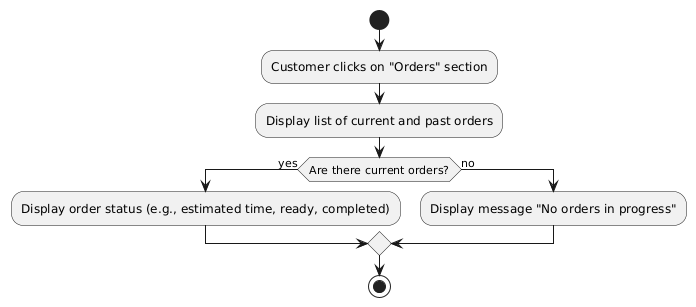 Customer clicks on "Orders" section
Display list of current and past orders
yes
Are there current orders?
no
Display order status (e.g., estimated time, ready, completed)
Display message "No orders in progress"